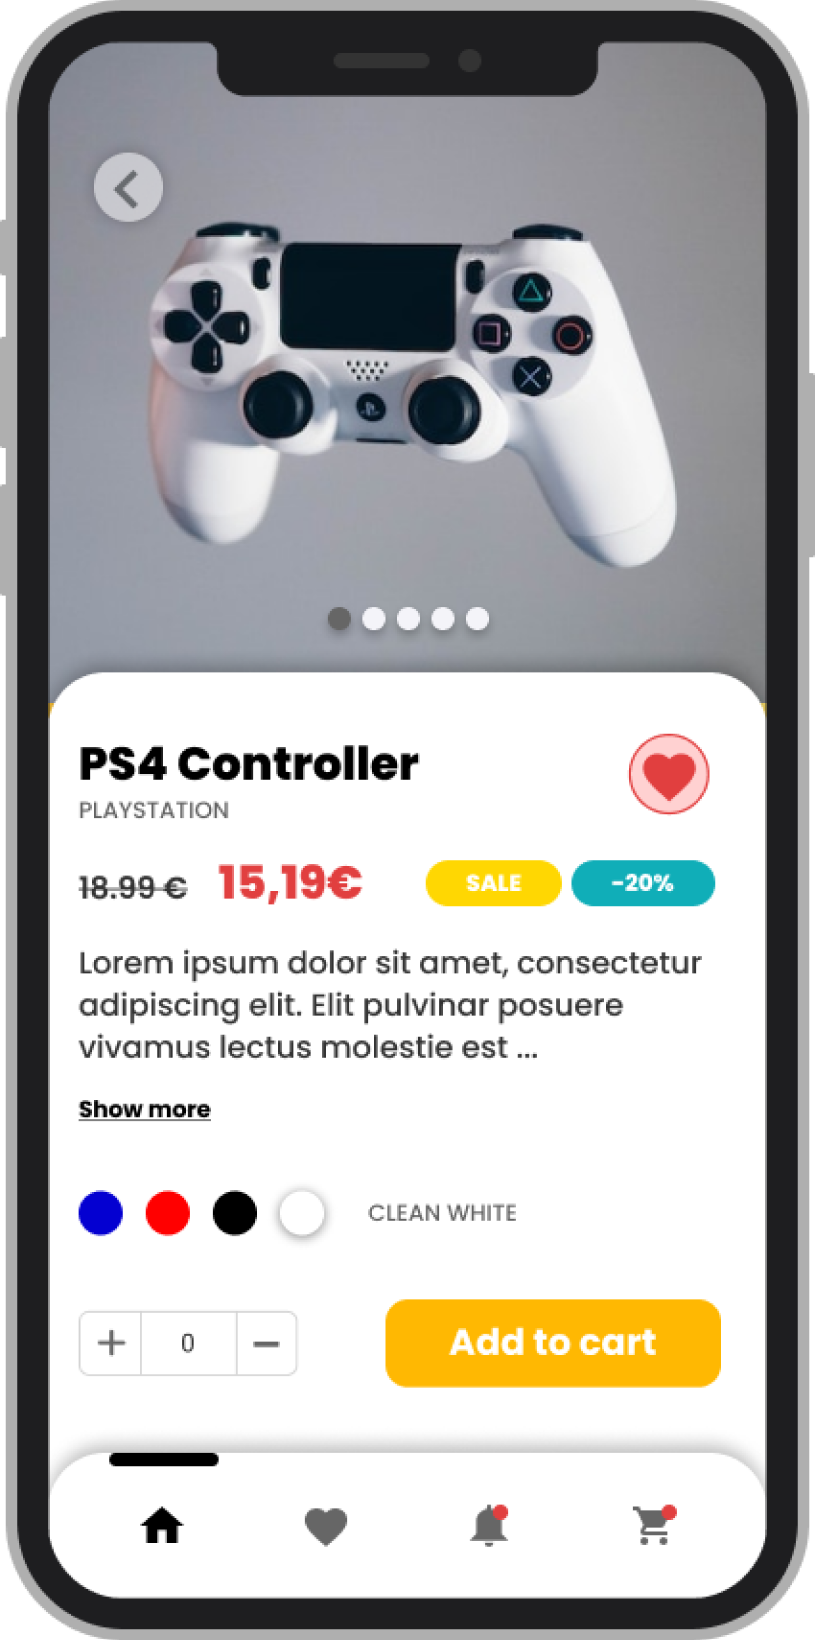 PS4 Controller
PLAYSTATION
18.99 € 15,19€ SALE -20%
Lorem ipsum dolor sit amet, consectetur
adipiscing elit. Elit pulvinar posuere
vivamus lectus molestie est ...
Show more
CLEAN WHITE
+ 0 − Add to cart